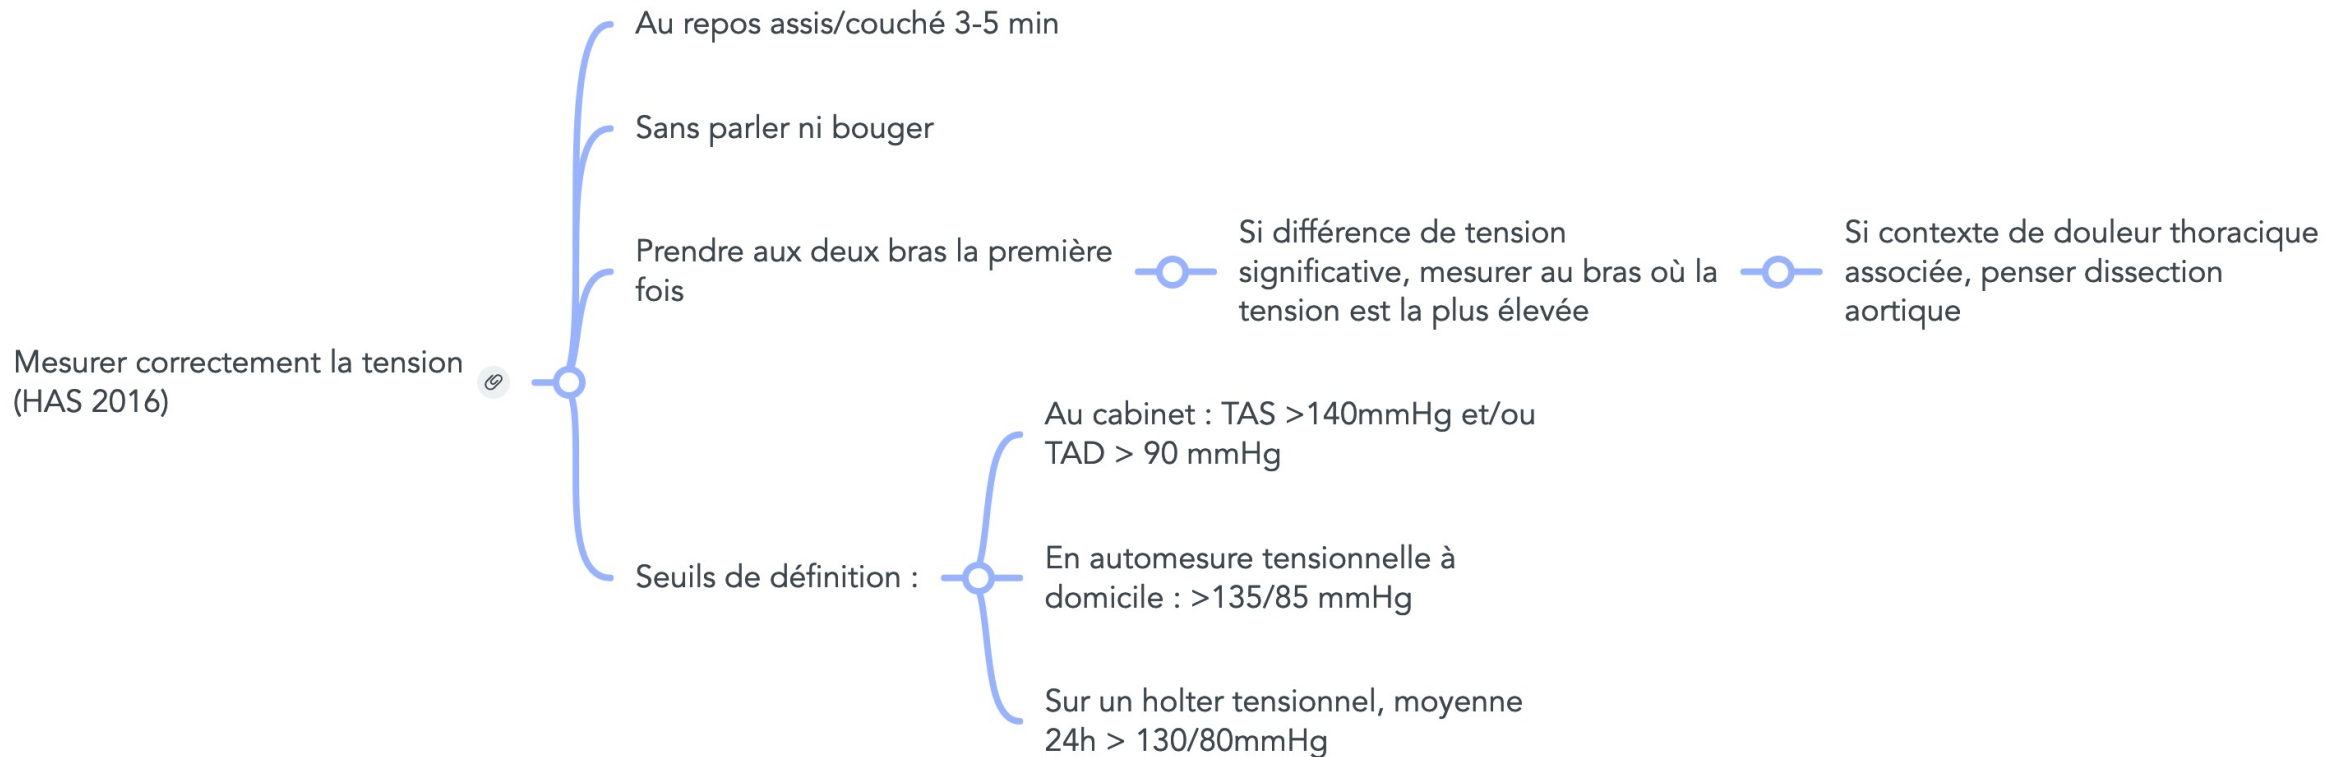 Au repos assis/couché 3-5 min
Sans parler ni bouger
Prendre aux deux bras la première
fois
Si différence de tension
significative, mesurer au bras où la
tension est la plus élevée
Si contexte de douleur thoracique
associée, penser dissection
aortique
Mesurer correctement la tension
(HAS 2016)
Seuils de définition :
Au cabinet : TAS >140mmHg et/ou
TAD > 90 mmHg
En automesure tensionnelle à
domicile : >135/85 mmHg
Sur un holter tensionnel, moyenne
24h > 130/80mmHg